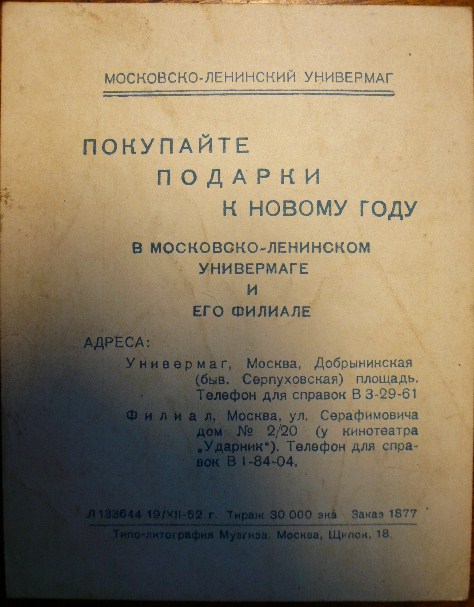 МОСКОВСКО-ЛЕНИНСКИЙ УНИВЕРМАГ
ПОКУПАЙТЕ
ПОДАРКИ
К НОВОМУ ГОДУ
В МОСКОВСКО-ЛЕНИНСКОМ
УНИВЕРМАГЕ
И
ЕГО ФИЛИАЛЕ
АДРЕСА:
Универмаг, Москва, Добрынинская
(быв. Серпуховская) площадь.
Телефон для справок В 3-29-61
Филиал, Москва, ул. Серафимовича
дом № 2/20 (у кинотеатра
„Ударник“). Телефон для спра-
вок В 1-84-04.
Л 133644 19/XII-52 г. Тираж 30.000 экз. Заказ 1877
Типо-литография Музгиза. Москва, Щипок, 18.